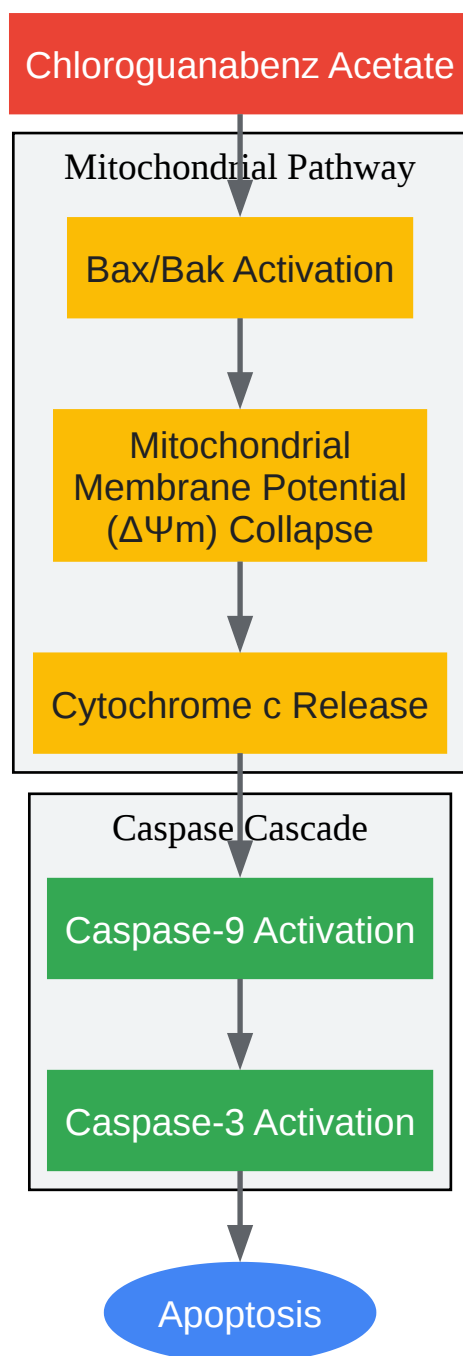 Chloroguanabenz Acetate
Mitochondrial Pathway
Bax/Bak Activation
Mitochondrial
Membrane Potential
(ΔΨm) Collapse
Cytochrome c Release
Caspase Cascade
Caspase-9 Activation
Caspase-3 Activation
Apoptosis